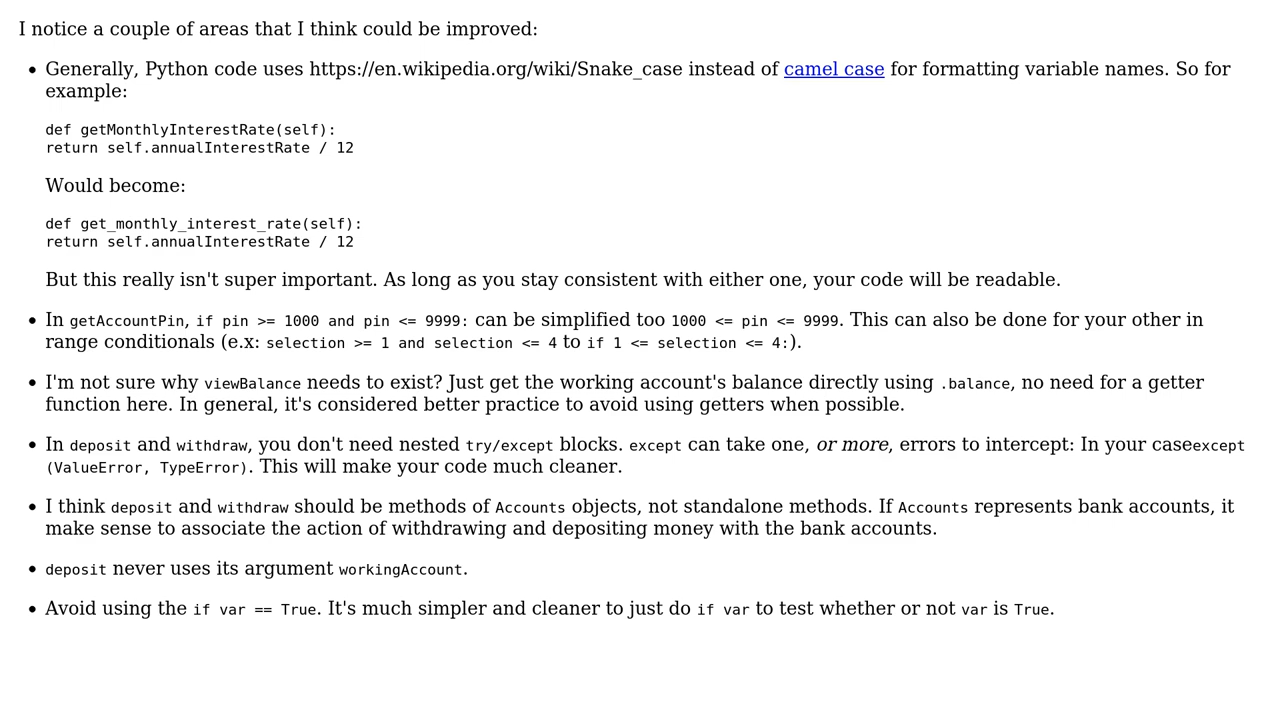 I notice a couple of areas that I think could be improved:
Generally, Python code uses https://en.wikipedia.org/wiki/Snake_case instead of camel case for formatting variable names. So for
example:
def getMonthlyInterestRate(self):
return self.annualInterestRate / 12
Would become:
def get_monthly_interest_rate(self):
return self.annualInterestRate / 12
But this really isn't super important. As long as you stay consistent with either one, your code will be readable.
In getAccountPin, if pin >= 1000 and pin <= 9999: can be simplified too 1000 <= pin <= 9999. This can also be done for your other in
range conditionals (e.x: selection >= 1 and selection <= 4 to if 1 <= selection <= 4:).
I'm not sure why viewBalance needs to exist? Just get the working account's balance directly using .balance, no need for a getter
function here. In general, it's considered better practice to avoid using getters when possible.
In deposit and withdraw, you don't need nested try/except blocks. except can take one, or more, errors to intercept: In your caseexcept
(ValueError, TypeError). This will make your code much cleaner.
I think deposit and withdraw should be methods of Accounts objects, not standalone methods. If Accounts represents bank accounts, it
make sense to associate the action of withdrawing and depositing money with the bank accounts.
deposit never uses its argument workingAccount.
Avoid using the if var == True. It's much simpler and cleaner to just do if var to test whether or not var is True.